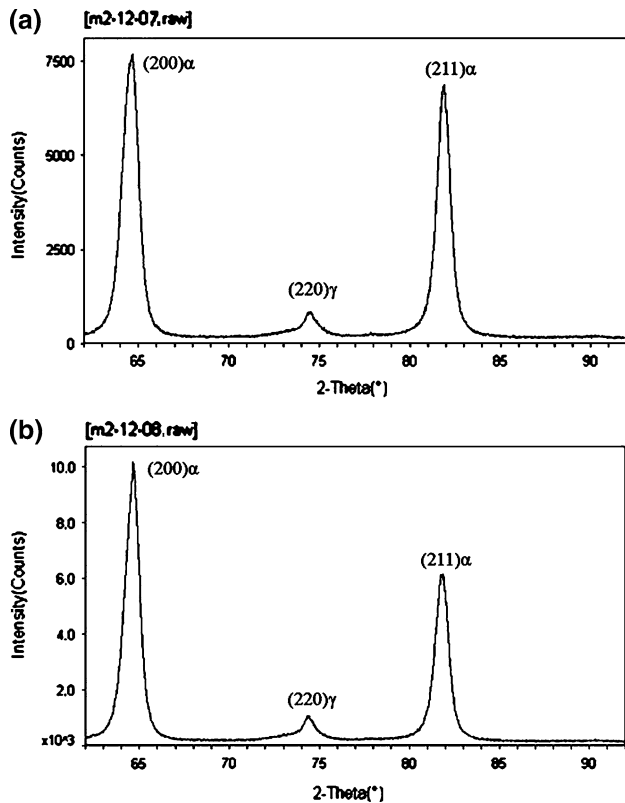 (a)
[m2-12-07.raw]
(200)α
(211)α
(220)γ
Intensity(Counts)
7500
5000
2500
0
65 70 75 80 85 90
2-Theta(°)
(b)
[m2-12-08.raw]
(200)α
(211)α
(220)γ
Intensity(Counts)
10.0
8.0
6.0
4.0
2.0
x10^3
65 70 75 80 85 90
2-Theta(°)